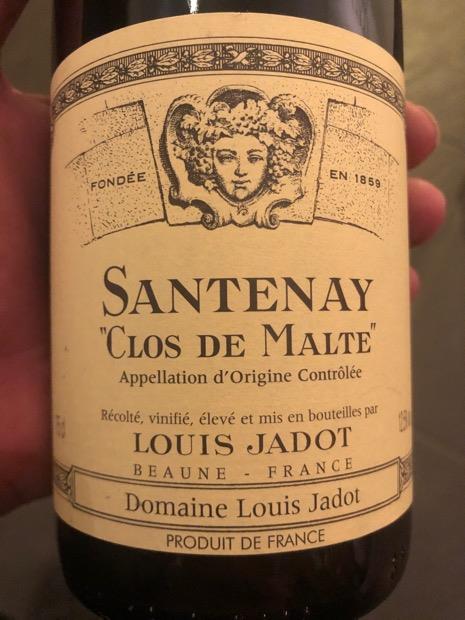 FONDÉE EN 1859
SANTENAY
"CLOS DE MALTE"
Appellation d'Origine Contrôlée
Récolté, vinifié, élevé et mis en bouteilles par
LOUIS JADOT
BEAUNE - FRANCE
Domaine Louis Jadot
PRODUIT DE FRANCE